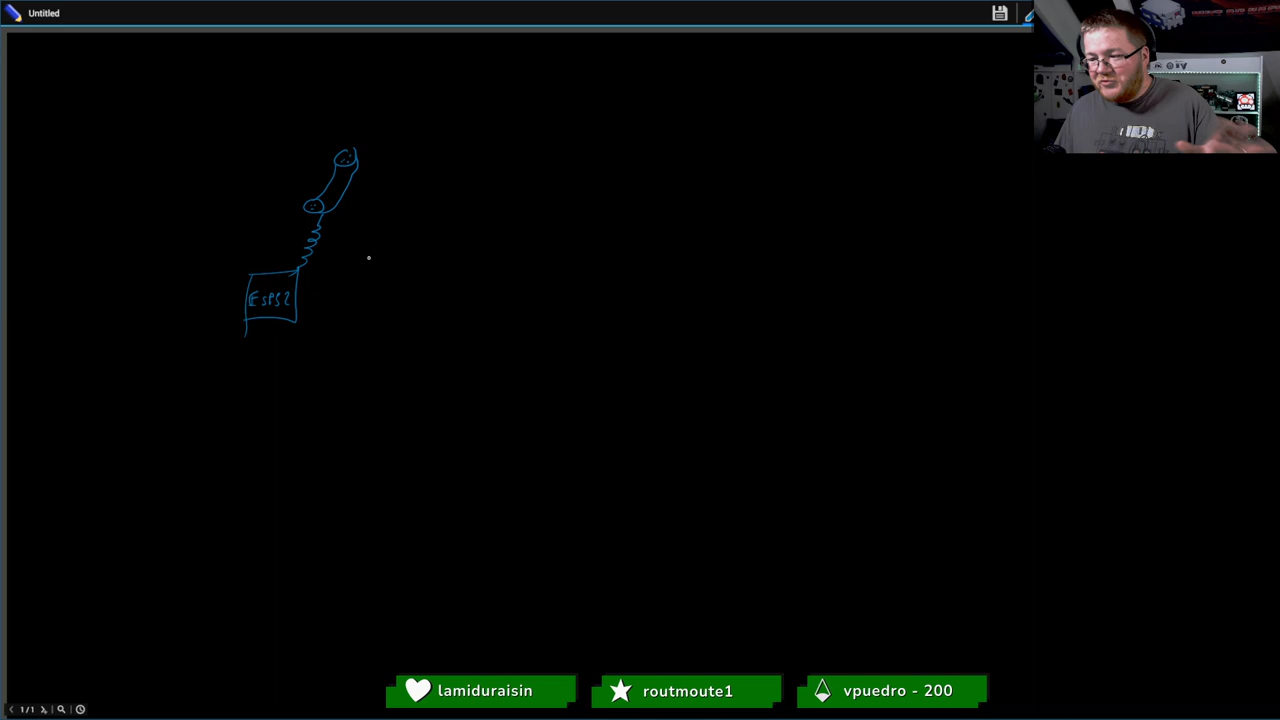 Untitled
ESP32
1/1
lamiduraisin
routmoute1
vpuedro - 200